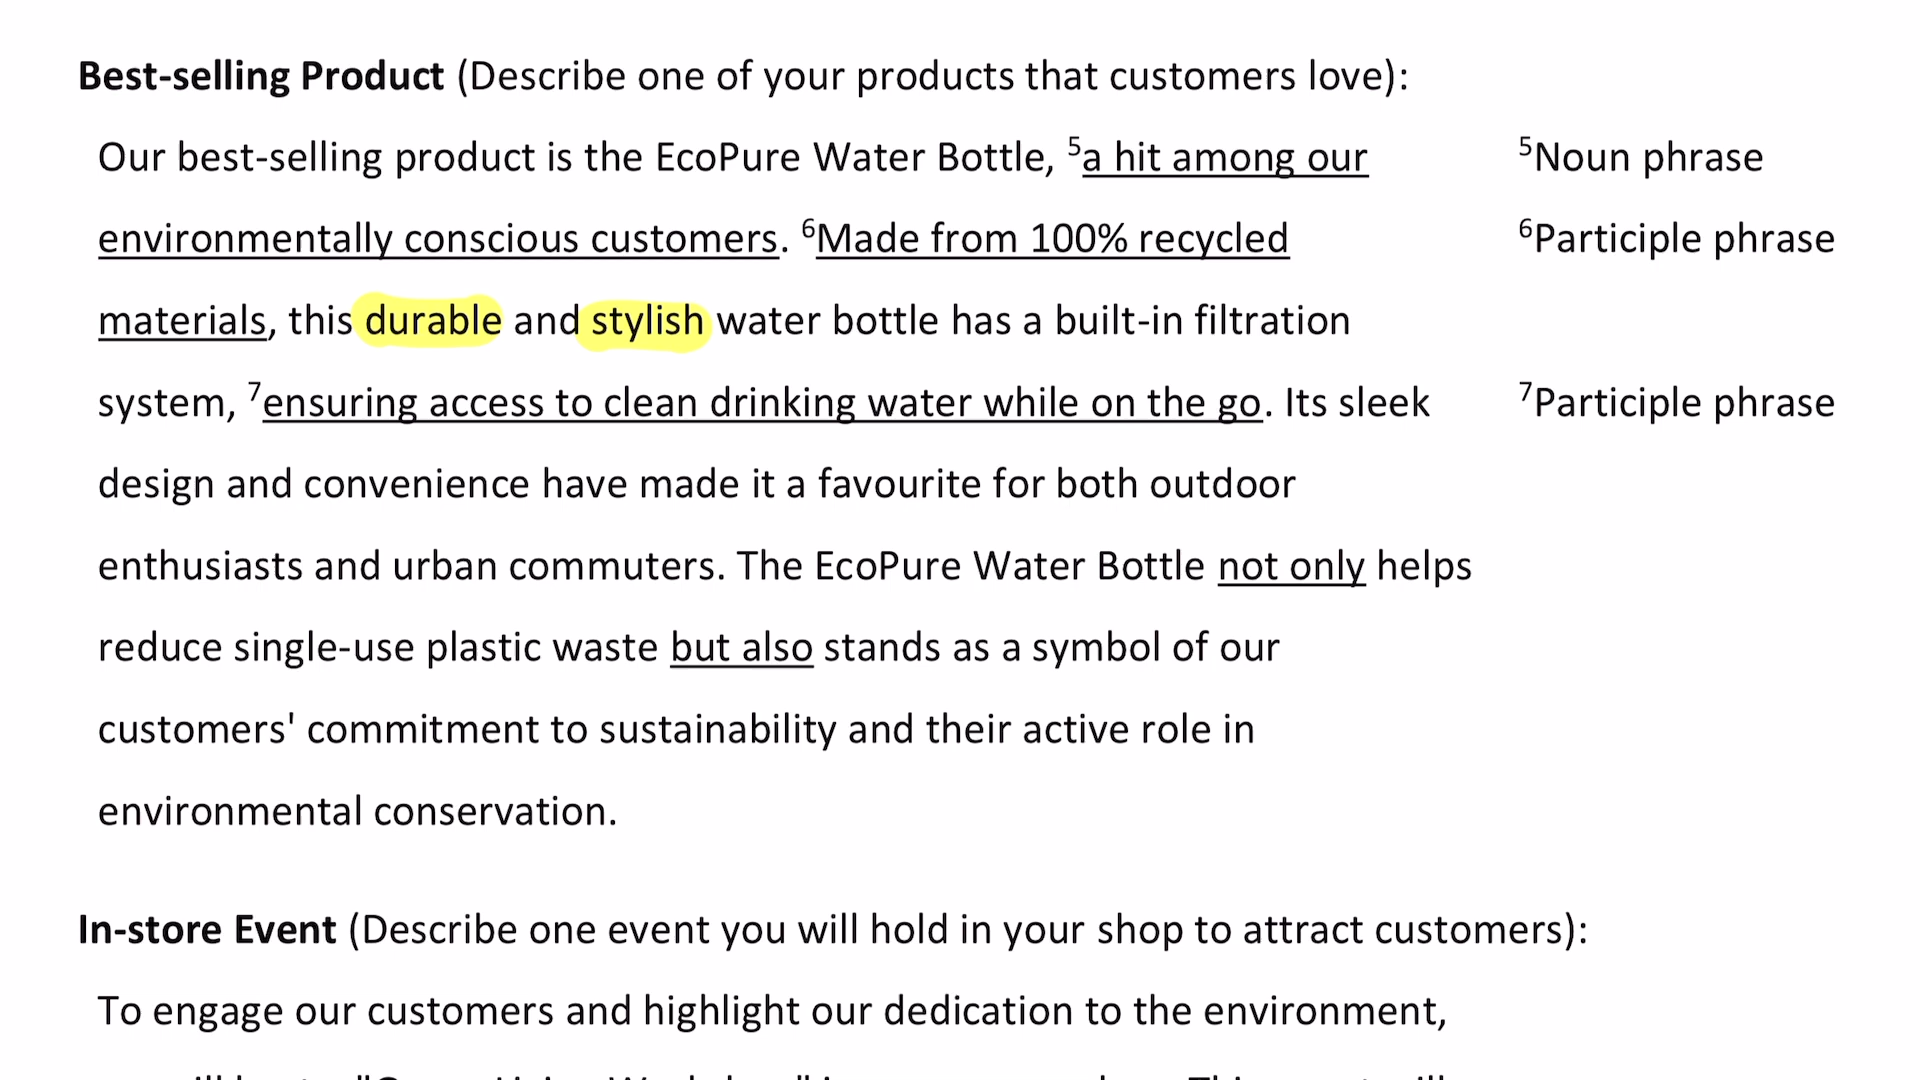 Best-selling Product (Describe one of your products that customers love):
Our best-selling product is the EcoPure Water Bottle, ⁵a hit among our
⁵Noun phrase
environmentally conscious customers. ⁶Made from 100% recycled
⁶Participle phrase
materials, this durable and stylish water bottle has a built-in filtration
system, ⁷ensuring access to clean drinking water while on the go. Its sleek
⁷Participle phrase
design and convenience have made it a favourite for both outdoor
enthusiasts and urban commuters. The EcoPure Water Bottle not only helps
reduce single-use plastic waste but also stands as a symbol of our
customers' commitment to sustainability and their active role in
environmental conservation.
In-store Event (Describe one event you will hold in your shop to attract customers):
To engage our customers and highlight our dedication to the environment,